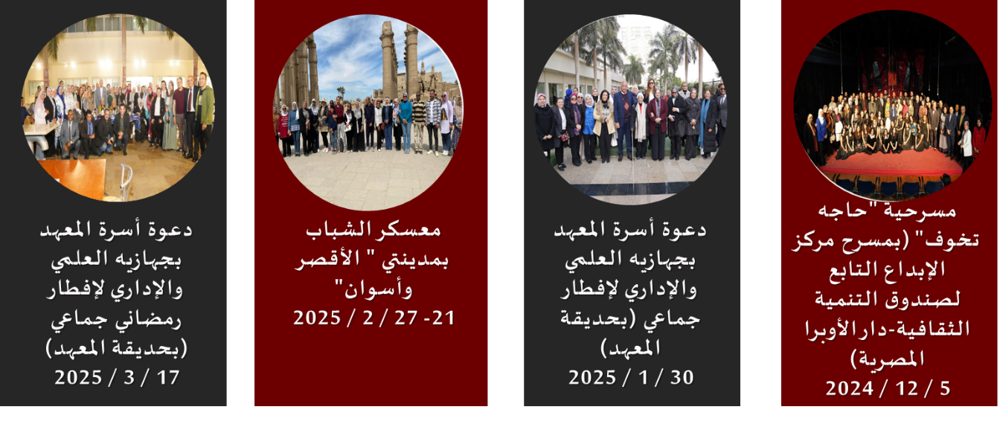 مسرحية "حاجه
تخوف" (بمسرح مركز
الإبداع التابع
لصندوق التنمية
الثقافية-دار الأوبرا
المصرية)
5 / 12 / 2024
دعوة أسرة المعهد
بجهازيه العلمي
والإداري لإفطار
جماعي (بحديقة
المعهد)
30 / 1 / 2025
معسكر الشباب
بمدينتي " الأقصر
وأسوان"
21- 27 / 2 / 2025
دعوة أسرة المعهد
بجهازيه العلمي
والإداري لإفطار
رمضاني جماعي
(بحديقة المعهد)
17 / 3 / 2025